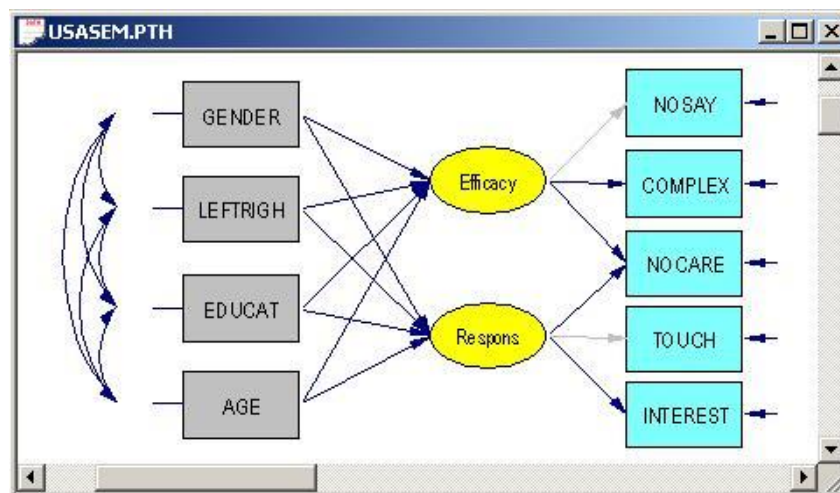 USASEM.PTH
GENDER
LEFTRIGH
EDUCAT
AGE
Efficacy
Respons
NOSAY
COMPLEX
NOCARE
TOUCH
INTEREST